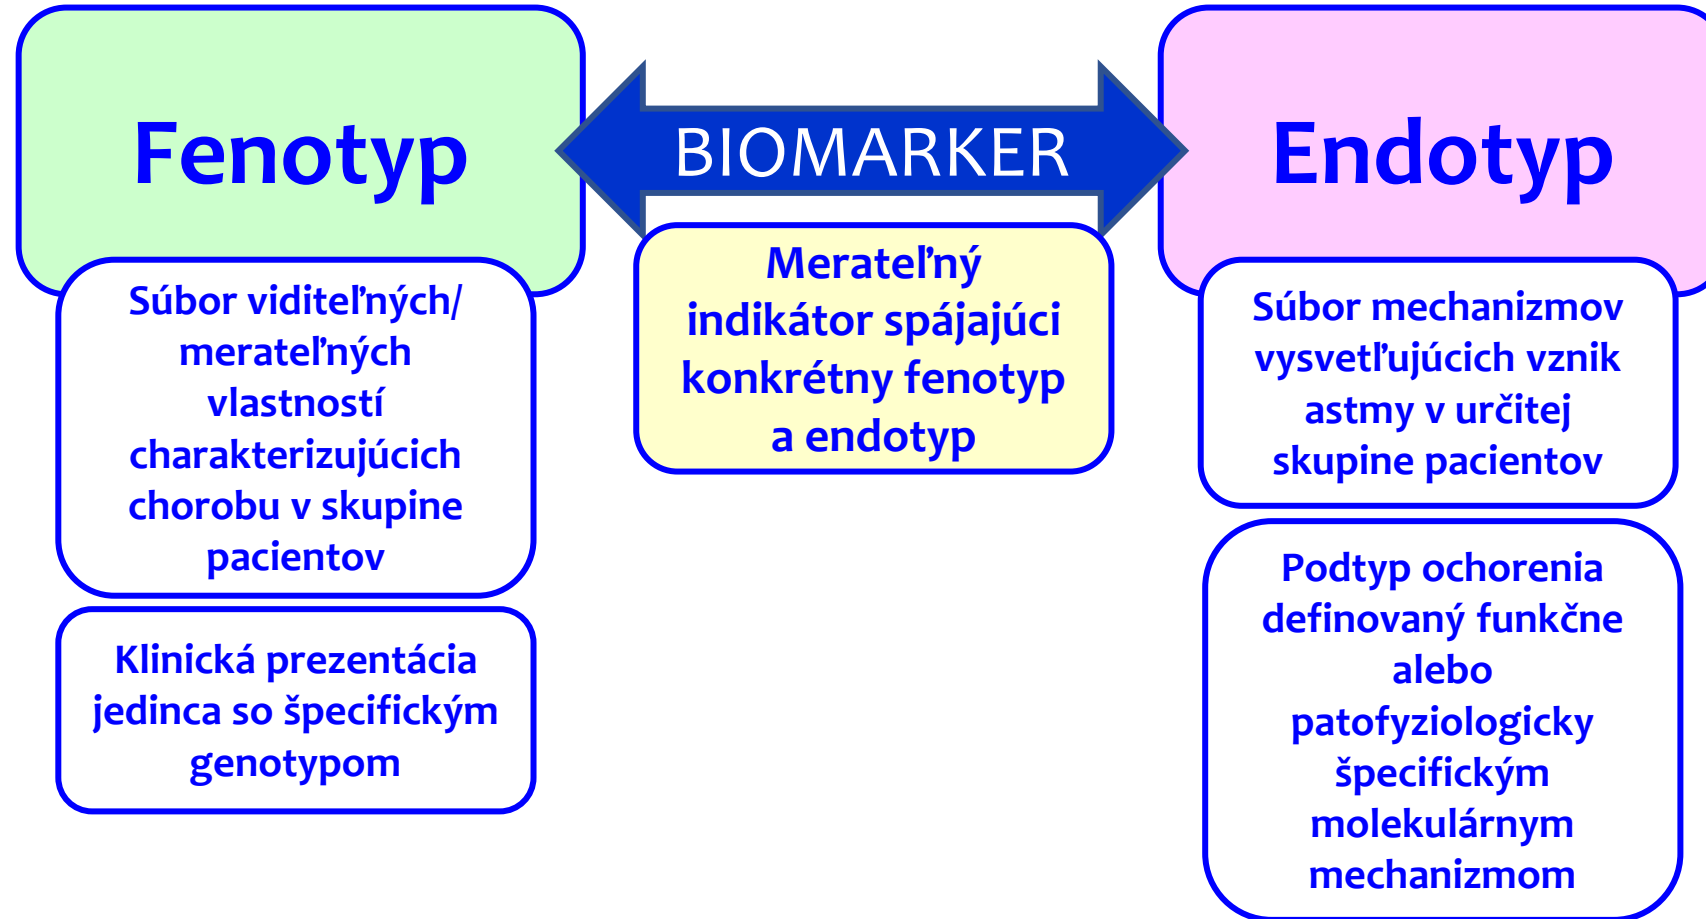 Fenotyp
Súbor viditeľných/
merateľných
vlastností
charakterizujúcich
chorobu v skupine
pacientov
Klinická prezentácia
jedinca so špecifickým
genotypom
BIOMARKER
Merateľný
indikátor spájajúci
konkrétny fenotyp
a endotyp
Endotyp
Súbor mechanizmov
vysvetľujúcich vznik
astmy v určitej
skupine pacientov
Podtyp ochorenia
definovaný funkčne
alebo
patofyziologicky
špecifickým
molekulárnym
mechanizmom